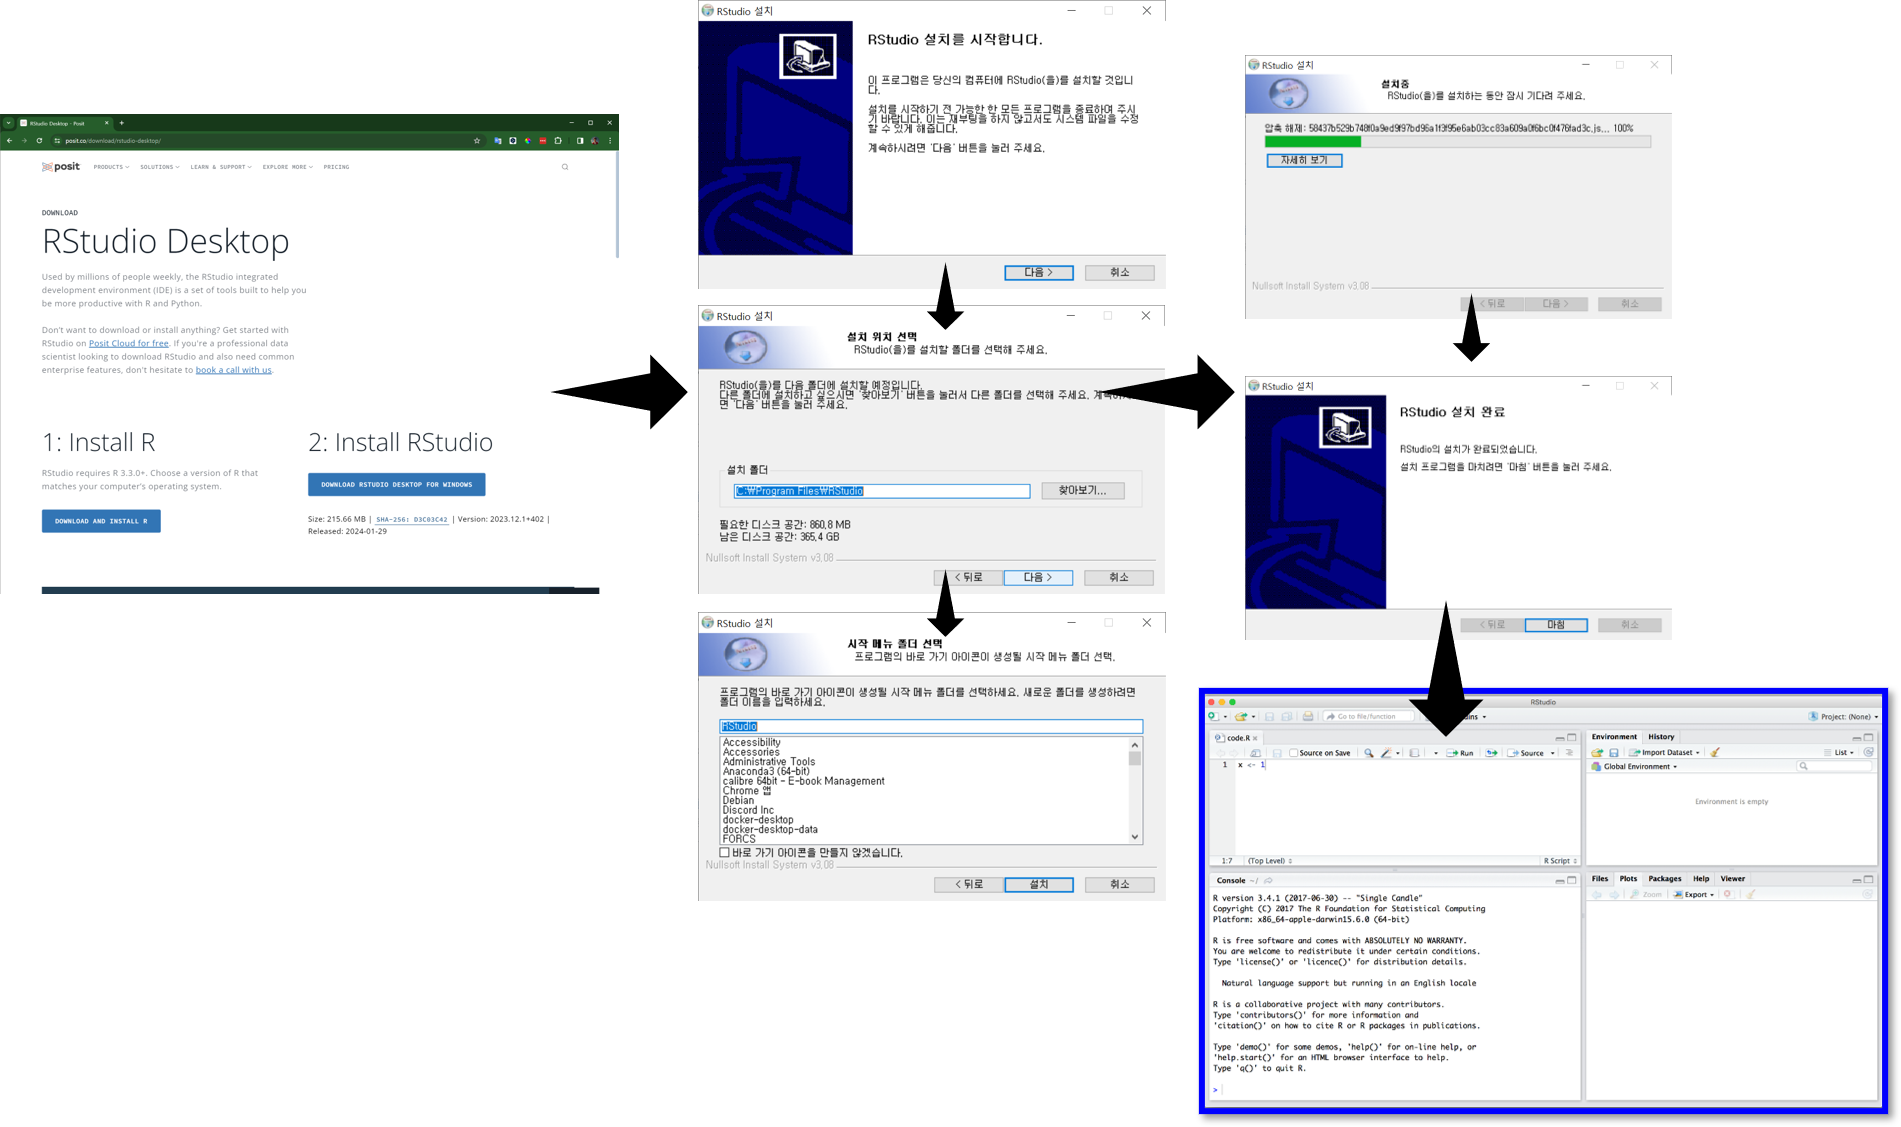 RStudio Desktop - Posit
posit.co/download/rstudio-desktop/
posit
PRODUCTS
SOLUTIONS
LEARN & SUPPORT
EXPLORE MORE
PRICING
DOWNLOAD
RStudio Desktop
Used by millions of people weekly, the RStudio integrated
development environment (IDE) is a set of tools built to help you
be more productive with R and Python.
Don't want to download or install anything? Get started with
RStudio on Posit Cloud for free. If you're a professional data
scientist looking to download RStudio and also need common
enterprise features, don't hesitate to book a call with us.
1: Install R
RStudio requires R 3.3.0+. Choose a version of R that
matches your computer's operating system.
DOWNLOAD AND INSTALL R
2: Install RStudio
DOWNLOAD RSTUDIO DESKTOP FOR WINDOWS
Size: 215.66 MB | SHA-256: D3C03C42 | Version: 2023.12.1+402 |
Released: 2024-01-29
RStudio 설치
RStudio 설치를 시작합니다.
이 프로그램은 당신의 컴퓨터에 RStudio(을)를 설치할 것입니
다.
설치를 시작하기 전 가능한 한 모든 프로그램을 종료하여 주시
기 바랍니다. 이는 재부팅을 하지 않고서도 시스템 파일을 수정
할 수 있게 해줍니다.
계속하시려면 '다음' 버튼을 눌러 주세요.
다음 >
취소
RStudio 설치
설치 위치 선택
RStudio(을)를 설치할 폴더를 선택해 주세요.
RStudio(을)를 다음 폴더에 설치할 예정입니다.
다른 폴더에 설치하고 싶으시면 '찾아보기' 버튼을 눌러서 다른 폴더를 선택해 주세요.
면 '다음' 버튼을 눌러 주세요.
설치 폴더
C:₩Program Files₩RStudio
찾아보기...
필요한 디스크 공간: 860.8 MB
남은 디스크 공간: 365.4 GB
Nullsoft Install System v3.08
< 뒤로
다음 >
취소
RStudio 설치
시작 메뉴 폴더 선택
프로그램의 바로 가기 아이콘이 생성될 시작 메뉴 폴더 선택.
프로그램의 바로 가기 아이콘이 생성될 시작 메뉴 폴더를 선택하세요. 새로운 폴더를 생성하려면
폴더 이름을 입력하세요.
RStudio
Accessibility
Accessories
Administrative Tools
Anaconda3 (64-bit)
calibre 64bit - E-book Management
Chrome 앱
Debian
Discord Inc
docker-desktop
docker-desktop-data
FORCS
바로 가기 아이콘을 만들지 않겠습니다.
Nullsoft Install System v3.08
< 뒤로
설치
취소
RStudio 설치
설치중
RStudio(을)를 설치하는 동안 잠시 기다려 주세요.
압축 해제: 58437b529b748f0a9ed9f97bd96a1f3f95e6ab03cc83a609a0f6bc0f476fad3c.js... 100%
자세히 보기
Nullsoft Install System v3.08
< 뒤로
다음 >
취소
RStudio 설치
RStudio 설치 완료
RStudio의 설치가 완료되었습니다.
설치 프로그램을 마치려면 '마침' 버튼을 눌러 주세요.
< 뒤로
마침
취소
RStudio
Go to file/function
Project: (None)
code.R
Source on Save
Run
Source
1 x <- 1
1:7
(Top Level)
R Script
Console ~/
R version 3.4.1 (2017-06-30) -- "Single Candle"
Copyright (C) 2017 The R Foundation for Statistical Computing
Platform: x86_64-apple-darwin15.6.0 (64-bit)
R is free software and comes with ABSOLUTELY NO WARRANTY.
You are welcome to redistribute it under certain conditions.
Type 'license()' or 'licence()' for distribution details.
Natural language support but running in an English locale
R is a collaborative project with many contributors.
Type 'contributors()' for more information and
'citation()' on how to cite R or R packages in publications.
Type 'demo()' for some demos, 'help()' for on-line help, or
'help.start()' for an HTML browser interface to help.
Type 'q()' to quit R.
>
Environment
History
Import Dataset
List
Global Environment
Environment is empty
Files
Plots
Packages
Help
Viewer
Zoom
Export